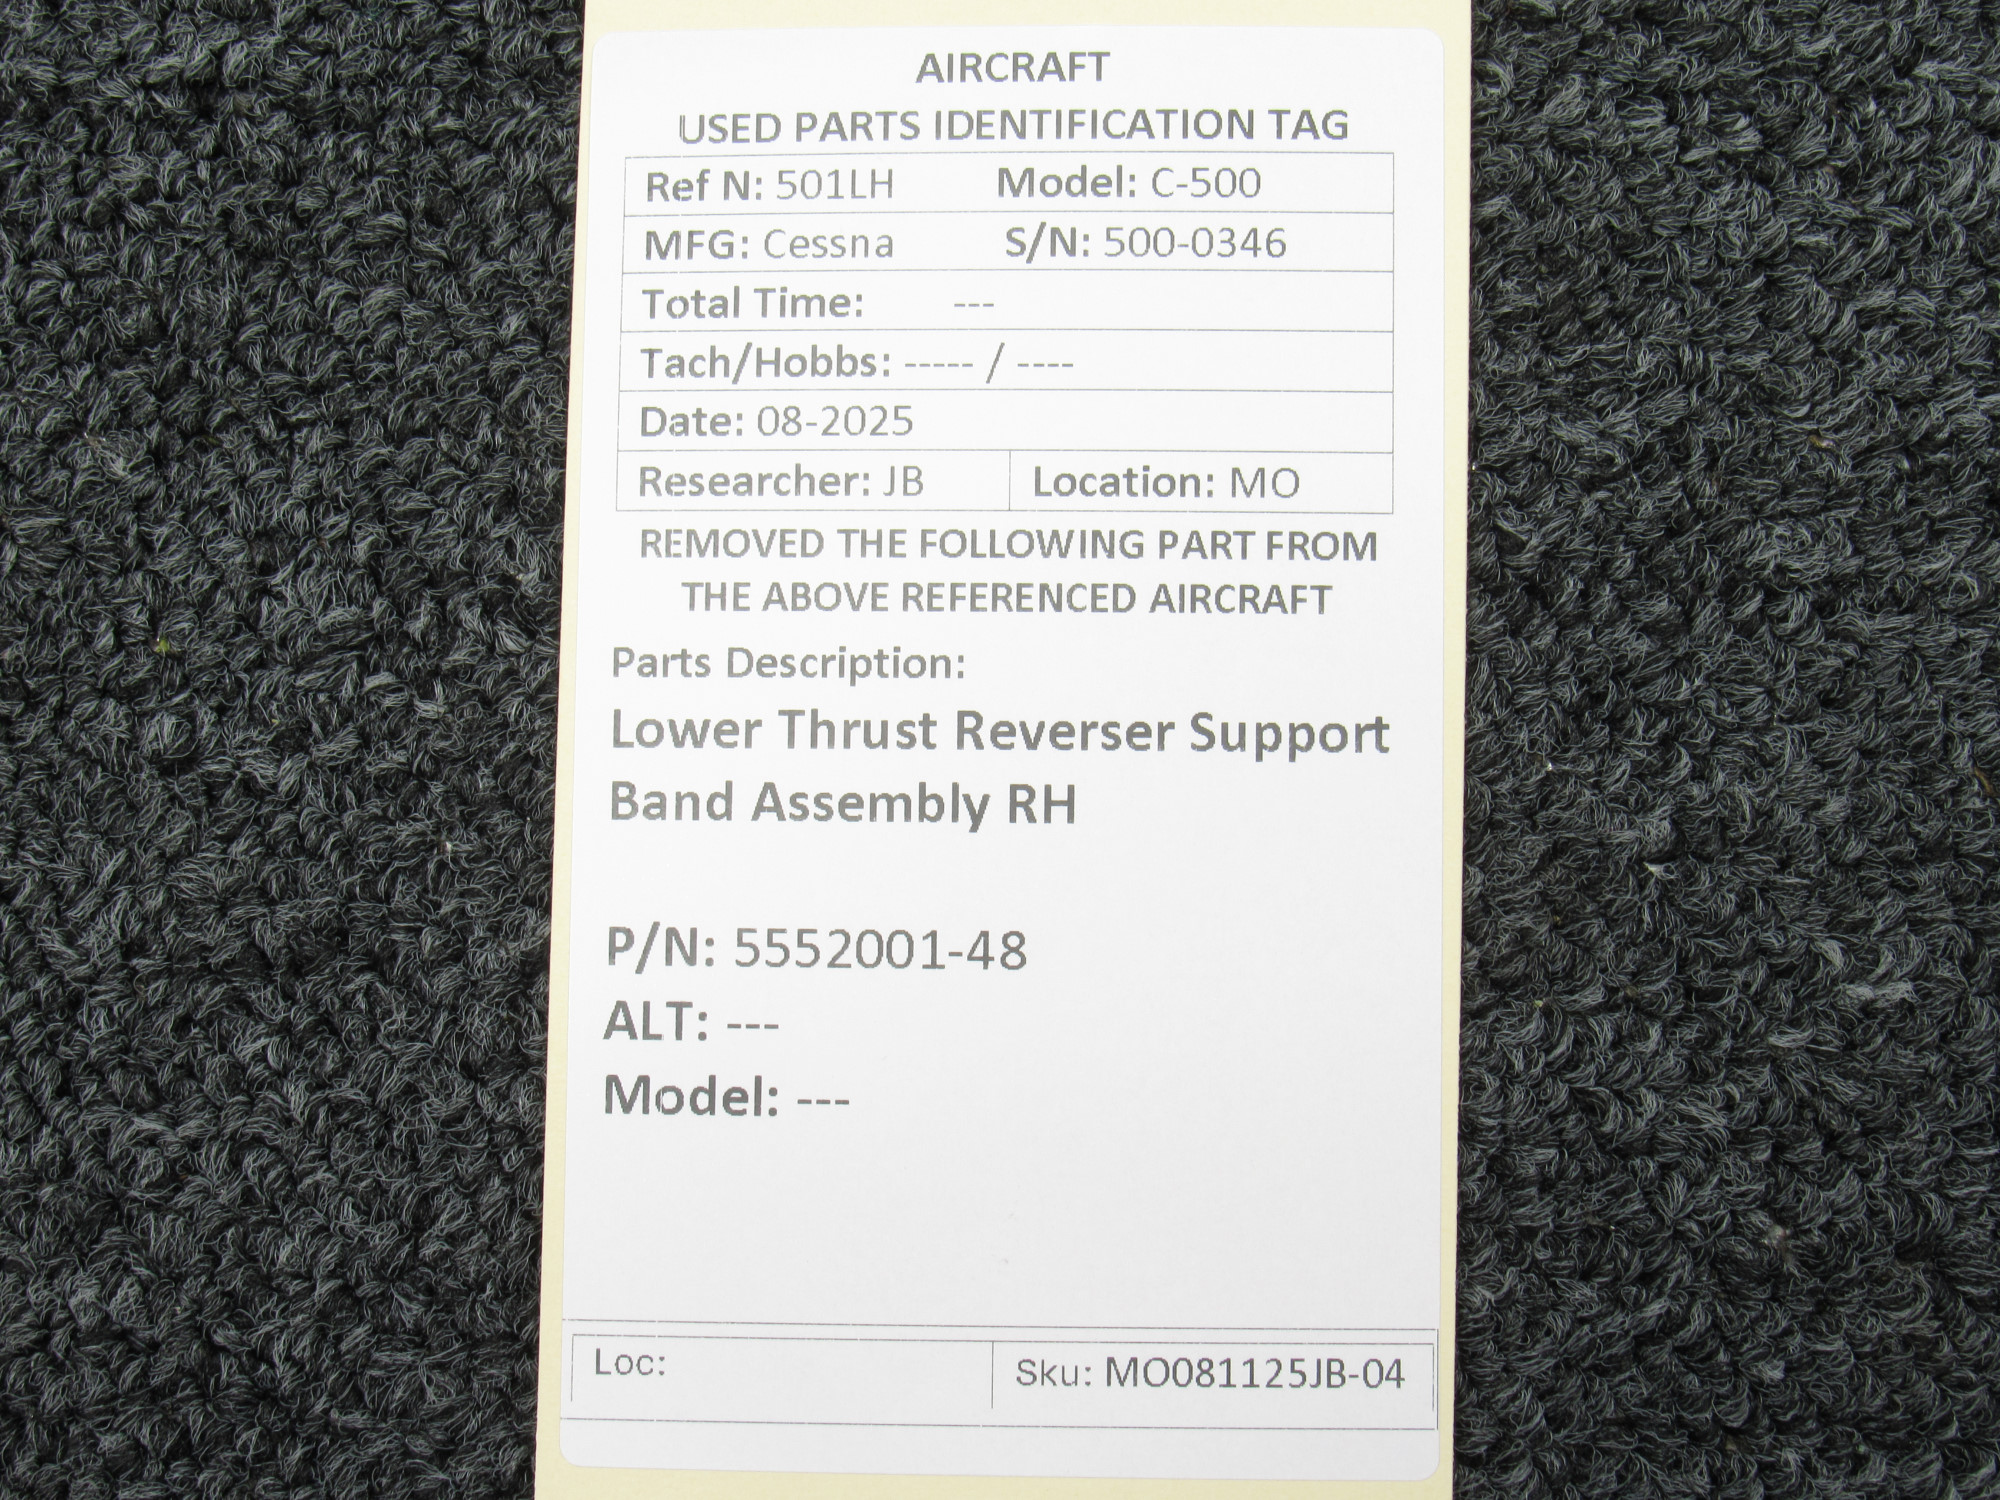 AIRCRAFT
USED PARTS IDENTIFICATION TAG
Ref N: 501LH Model: C-500
MFG: Cessna S/N: 500-0346
Total Time: ---
Tach/Hobbs: ----- / ----
Date: 08-2025
Researcher: JB Location: MO
REMOVED THE FOLLOWING PART FROM
THE ABOVE REFERENCED AIRCRAFT
Parts Description:
Lower Thrust Reverser Support
Band Assembly RH
P/N: 5552001-48
ALT: ---
Model: ---
Loc: Sku: MO081125JB-04